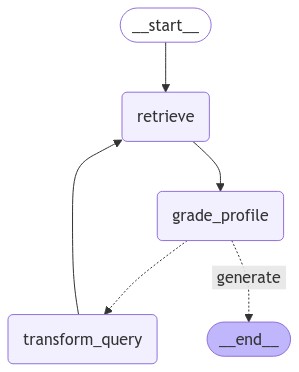 __start__
retrieve
grade_profile
generate
transform_query
__end__